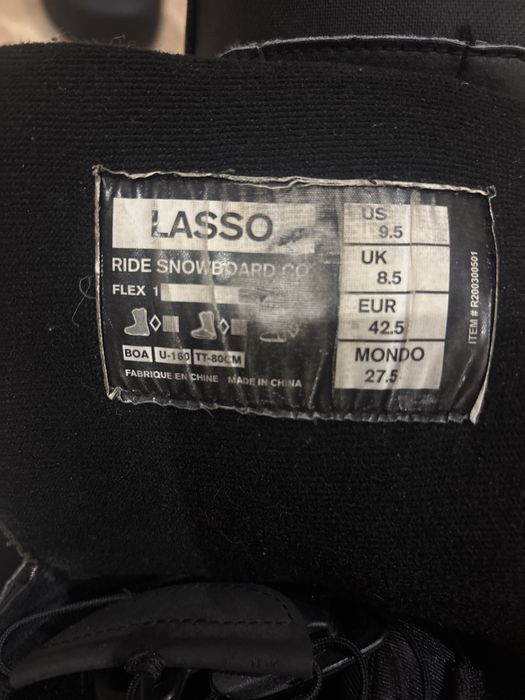 LASSO
RIDE SNOWBOARD CO
FLEX 1
BOA U-160 TT-80CM
FABRIQUE EN CHINE MADE IN CHINA
US
9.5
UK
8.5
EUR
42.5
MONDO
27.5
ITEM # R200300501